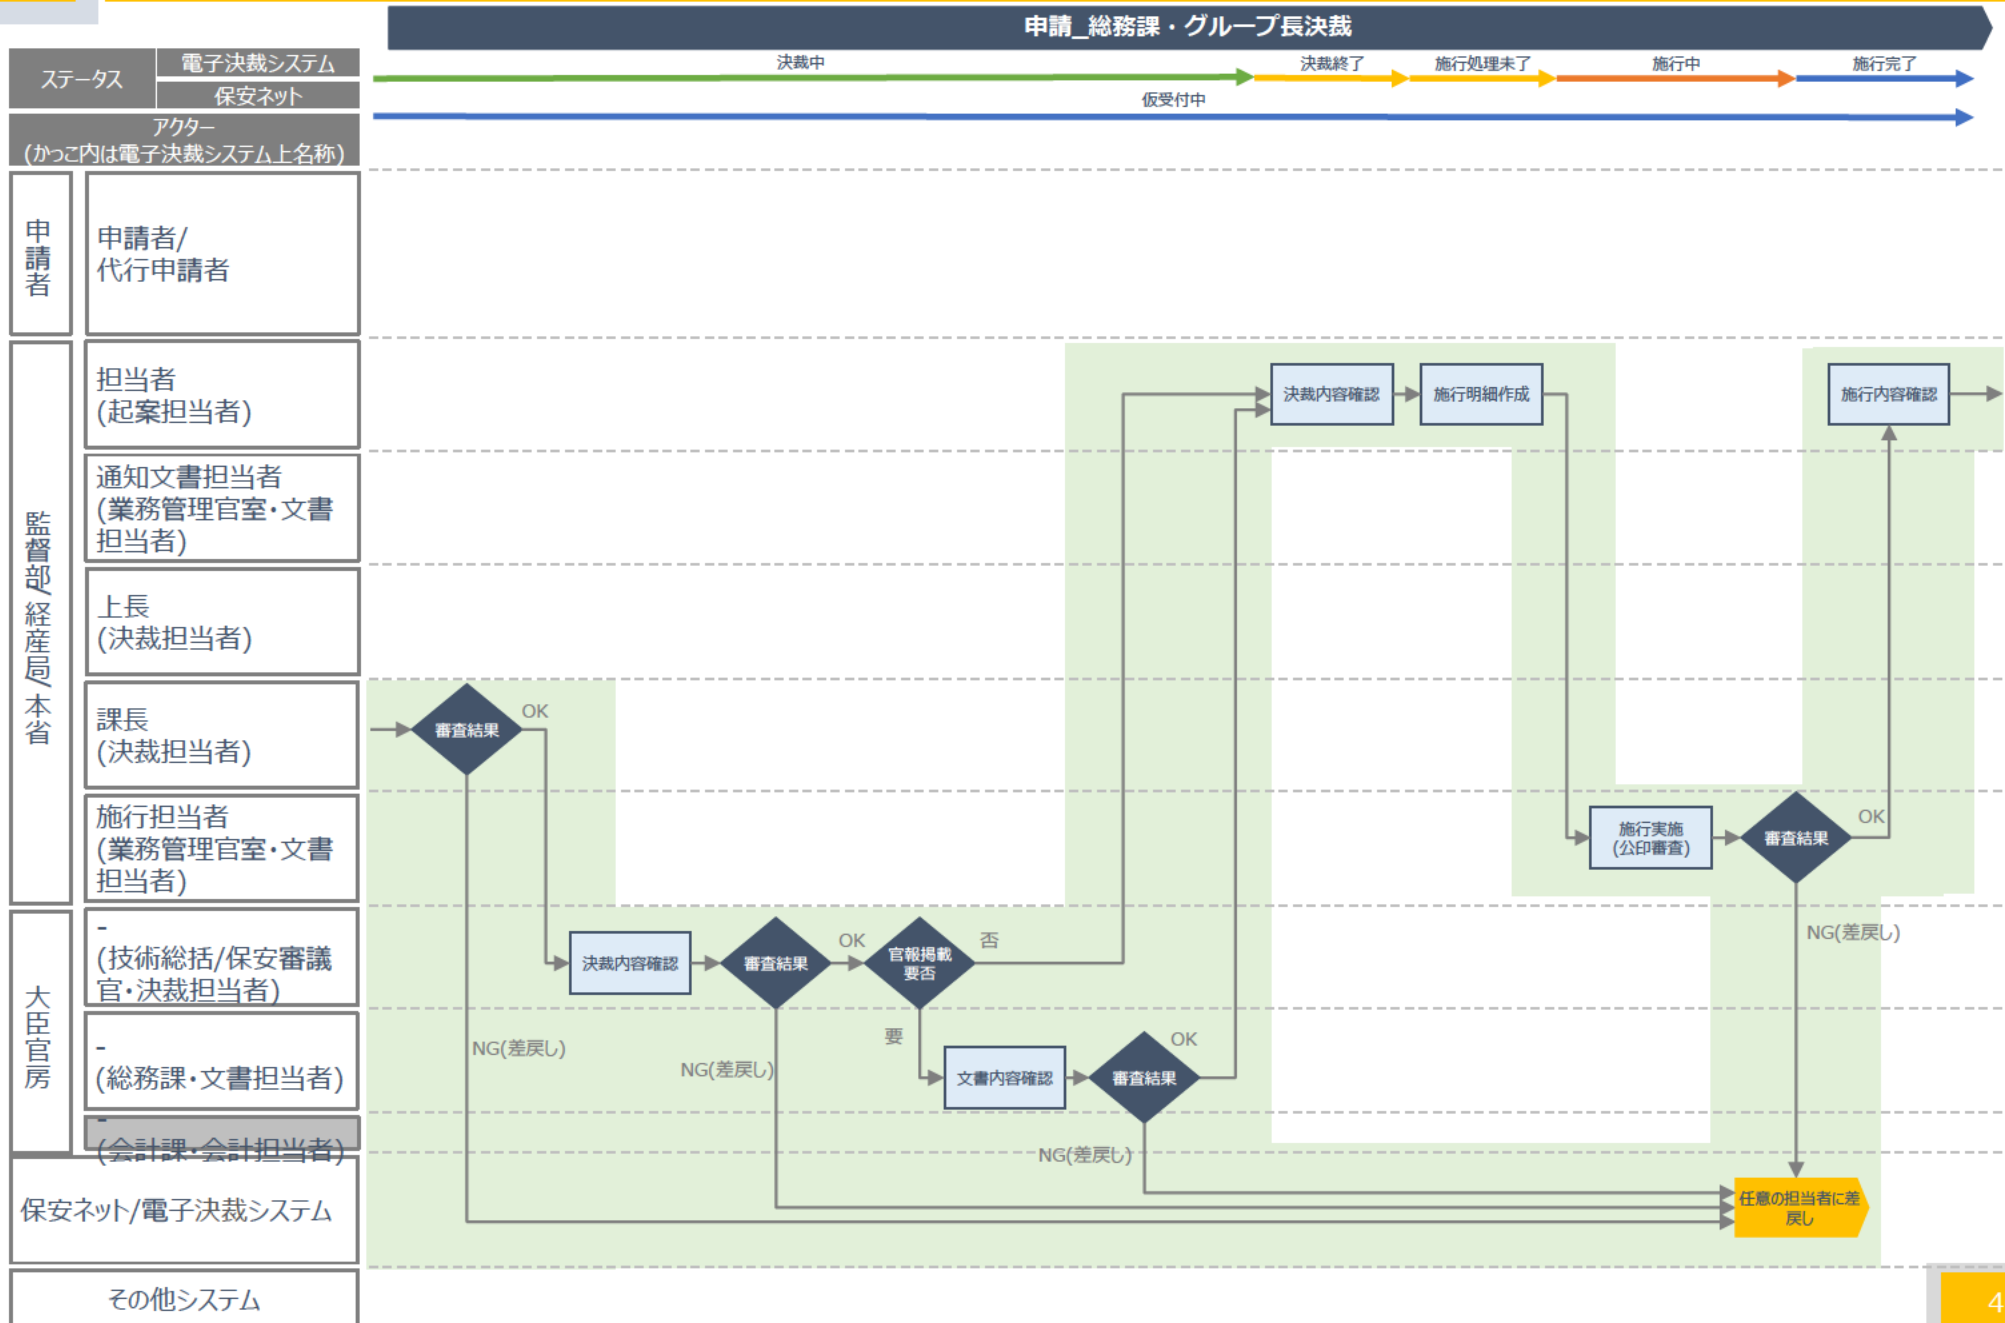 申請_総務課・グループ長決裁
ステータス
電子決裁システム
保安ネット
決裁中
決裁終了
施行処理未了
施行中
施行完了
仮受付中
アクター
(かっこ内は電子決裁システム上名称)
申請者
申請者/
代行申請者
監督部/経産局/本省
担当者
(起案担当者)
決裁内容確認
施行明細作成
施行内容確認
通知文書担当者
(業務管理官室・文書
担当者)
上長
(決裁担当者)
課長
(決裁担当者)
審査結果
OK
施行担当者
(業務管理官室・文書
担当者)
施行実施
(公印審査)
審査結果
OK
NG(差戻し)
大臣官房
-
(技術総括/保安審議
官・決裁担当者)
決裁内容確認
審査結果
OK
官報掲載
要否
否
要
-
(総務課・文書担当者)
NG(差戻し)
NG(差戻し)
文書内容確認
審査結果
OK
NG(差戻し)
-
(会計課・会計担当者)
保安ネット/電子決裁システム
任意の担当者に差
戻し
その他システム
4